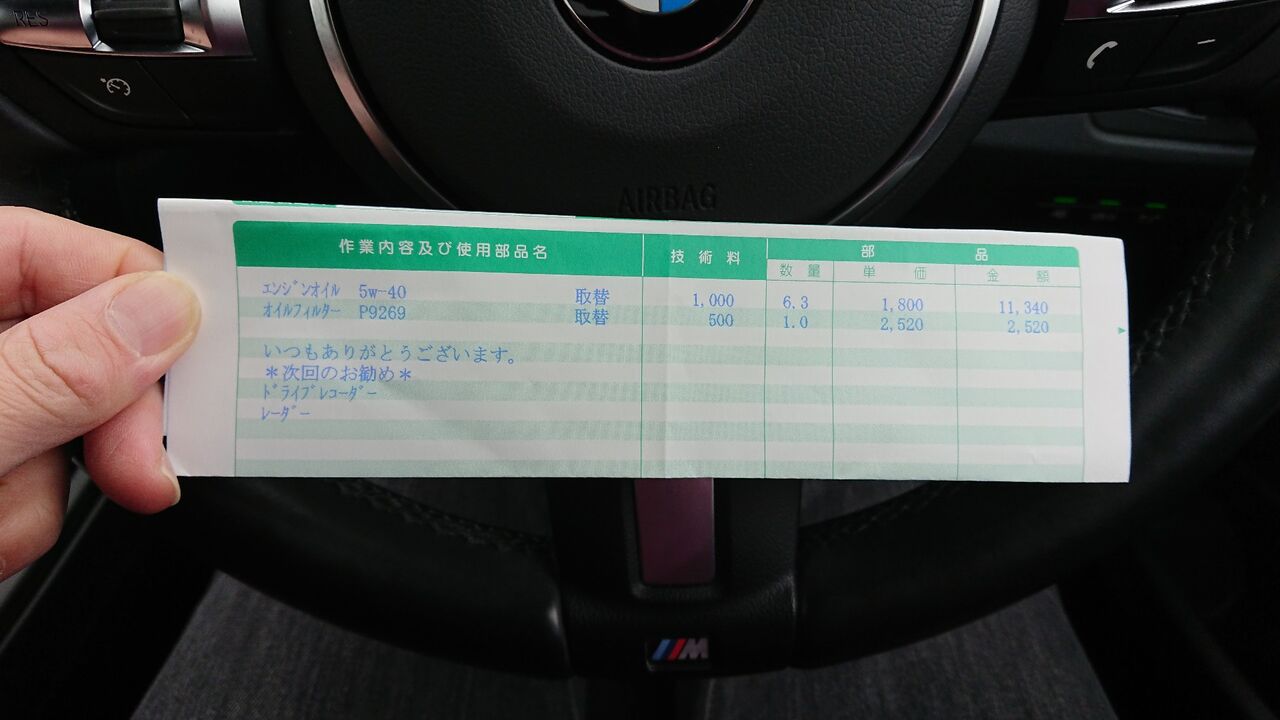 RES
AIRBAG
作業内容及び使用部品名 技術料 部品
数量 単価 金額
ｴﾝｼﾞﾝｵｲﾙ 5w-40 取替 1,000 6.3 1,800 11,340
ｵｲﾙﾌｨﾙﾀｰ P9269 取替 500 1.0 2,520 2,520
いつもありがとうございます。
＊次回のお勧め＊
ﾄﾞﾗｲﾌﾞﾚｺｰﾀﾞｰ
ﾚｰﾀﾞｰ
M